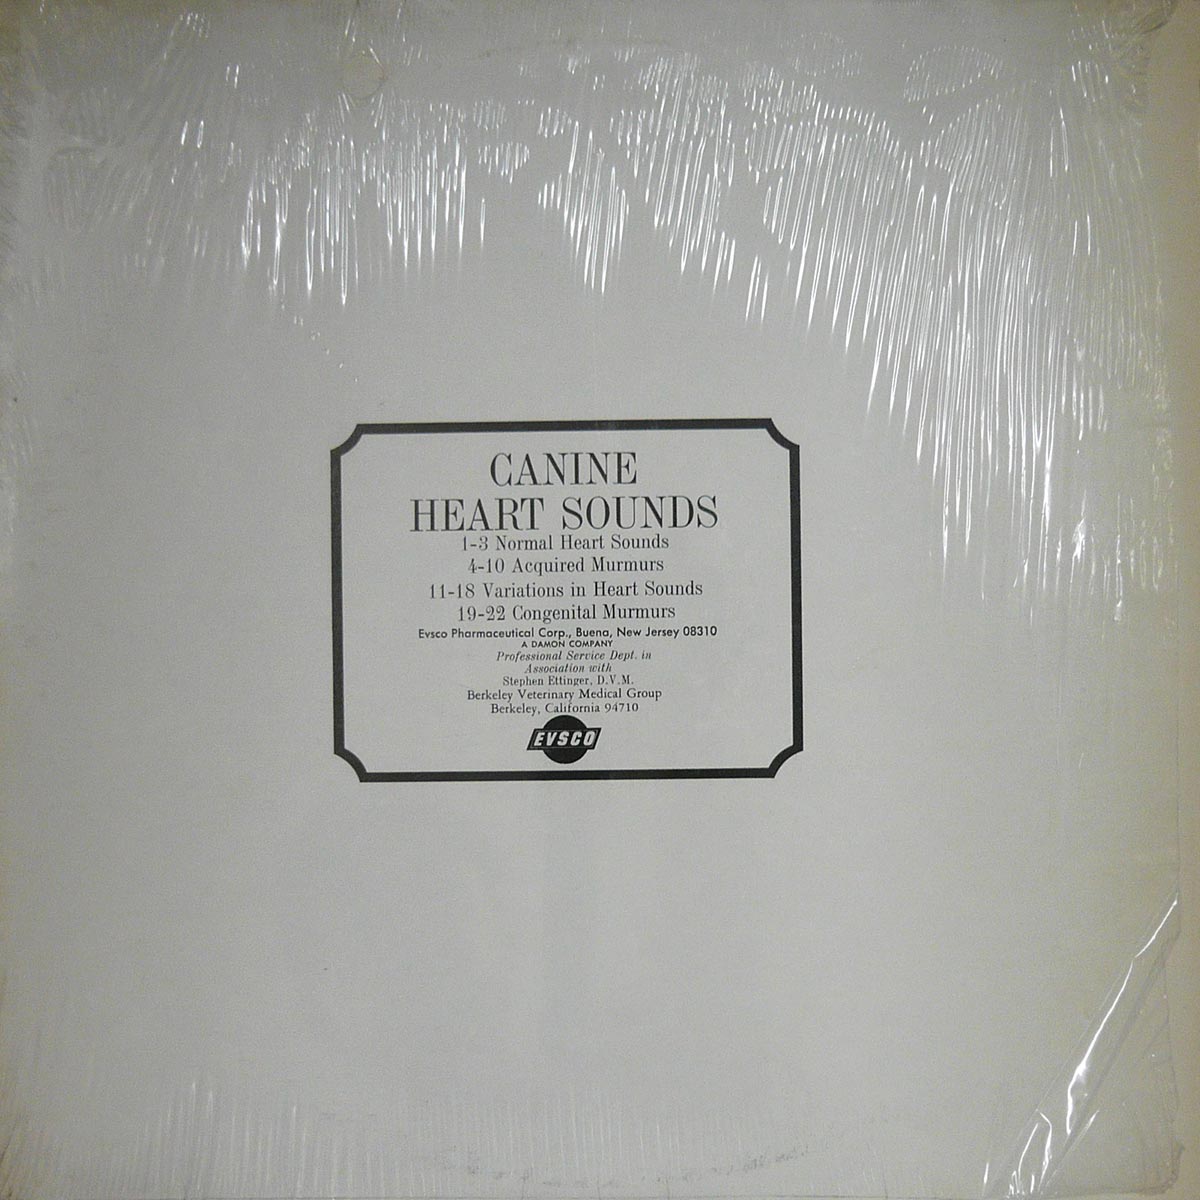 CANINE
HEART SOUNDS
1-3 Normal Heart Sounds
4-10 Acquired Murmurs
11-18 Variations in Heart Sounds
19-22 Congenital Murmurs
Evsco Pharmaceutical Corp., Buena, New Jersey 08310
A DAMON COMPANY
Professional Service Dept. in
Association with
Stephen Ettinger, D.V.M.
Berkeley Veterinary Medical Group
Berkeley, California 94710
EVSCO